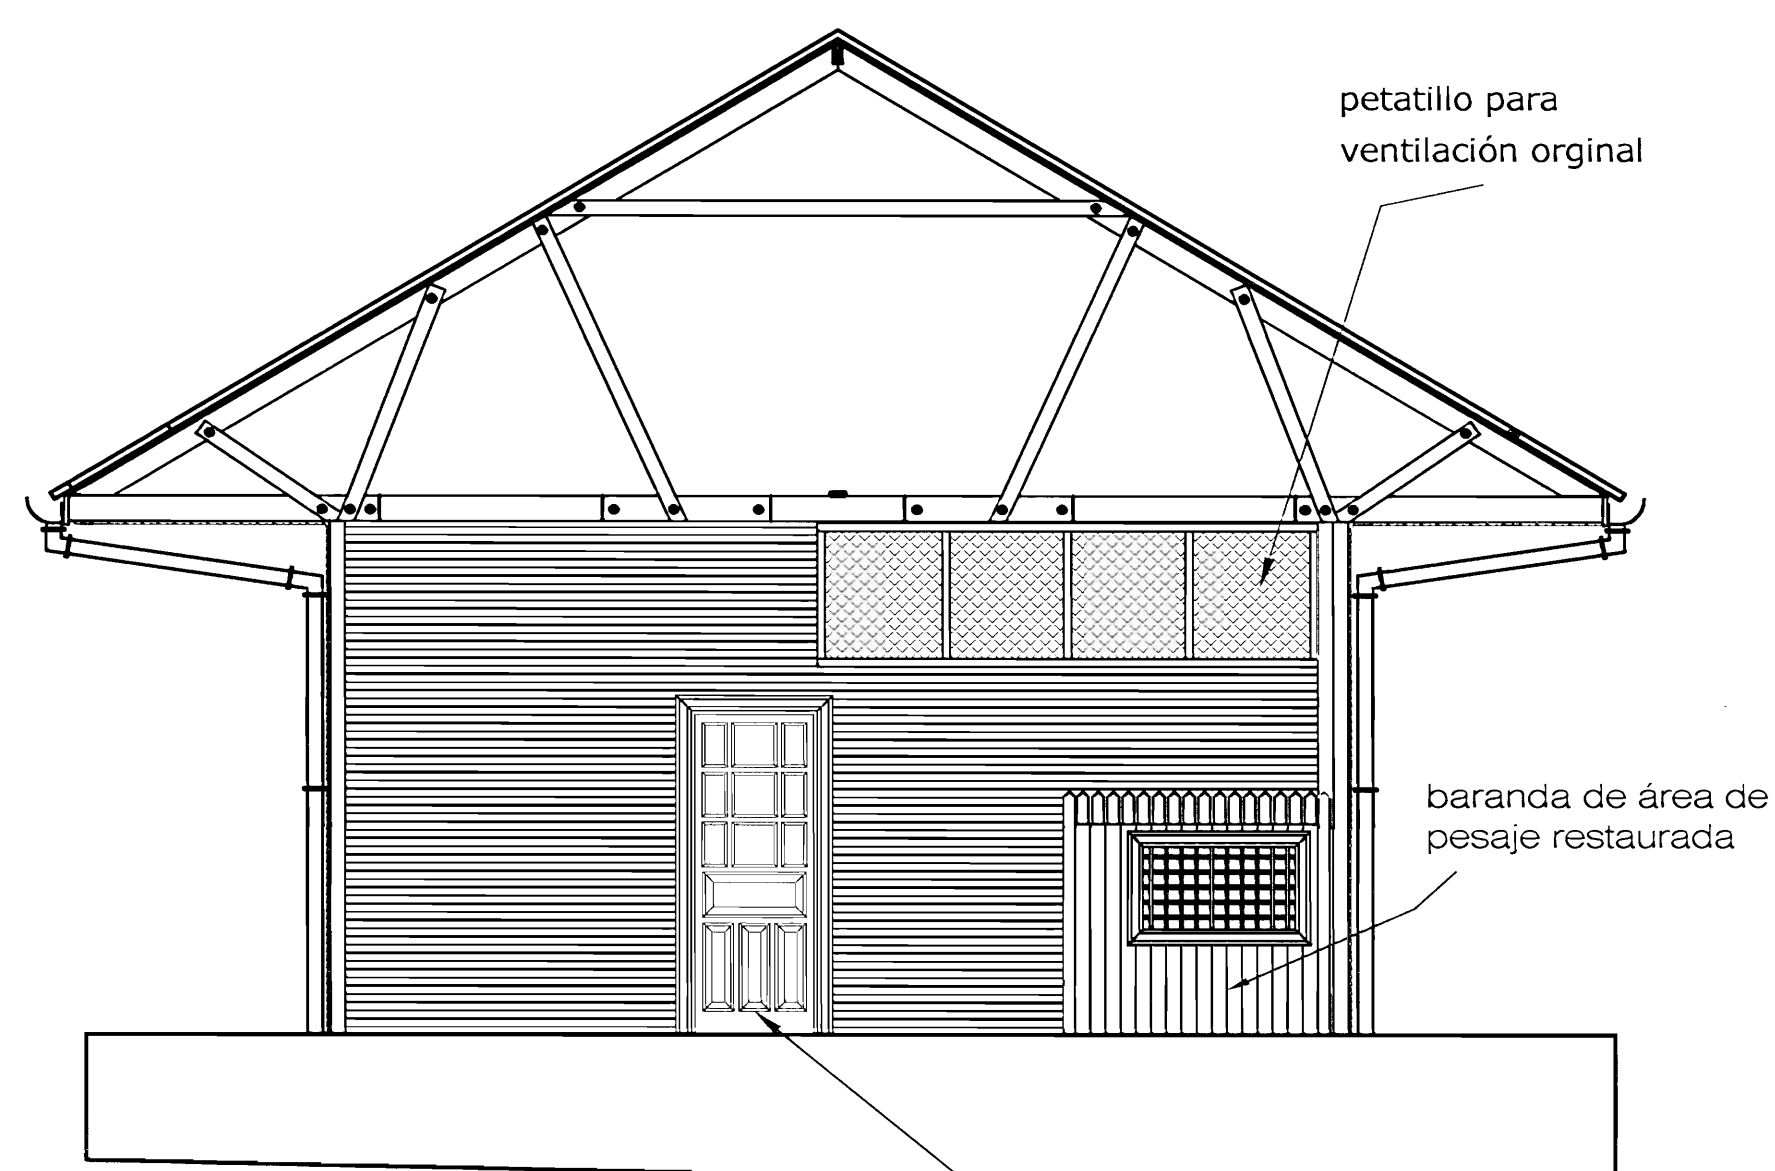 petatillo para
ventilación orginal
baranda de área de
pesaje restaurada